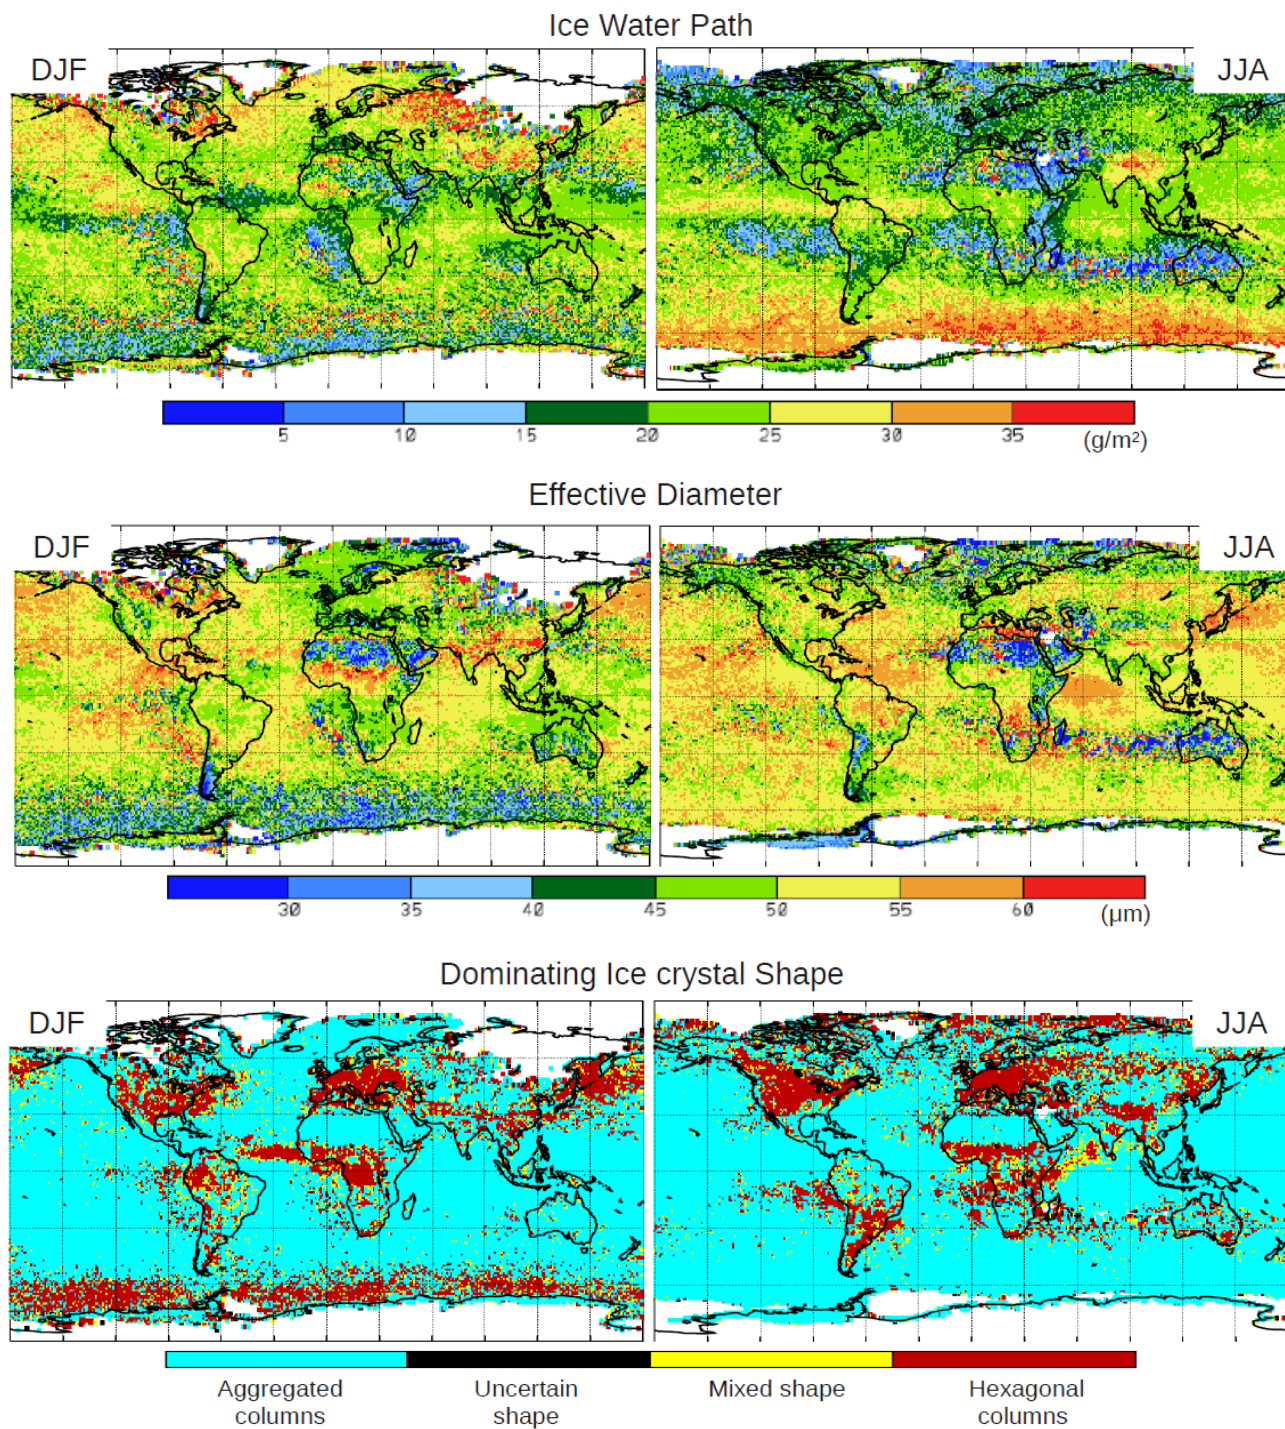 Ice Water Path
DJF
JJA
5 10 15 20 25 30 35
(g/m²)
Effective Diameter
DJF
JJA
30 35 40 45 50 55 60
(µm)
Dominating Ice crystal Shape
DJF
JJA
Aggregated columns
Uncertain shape
Mixed shape
Hexagonal columns